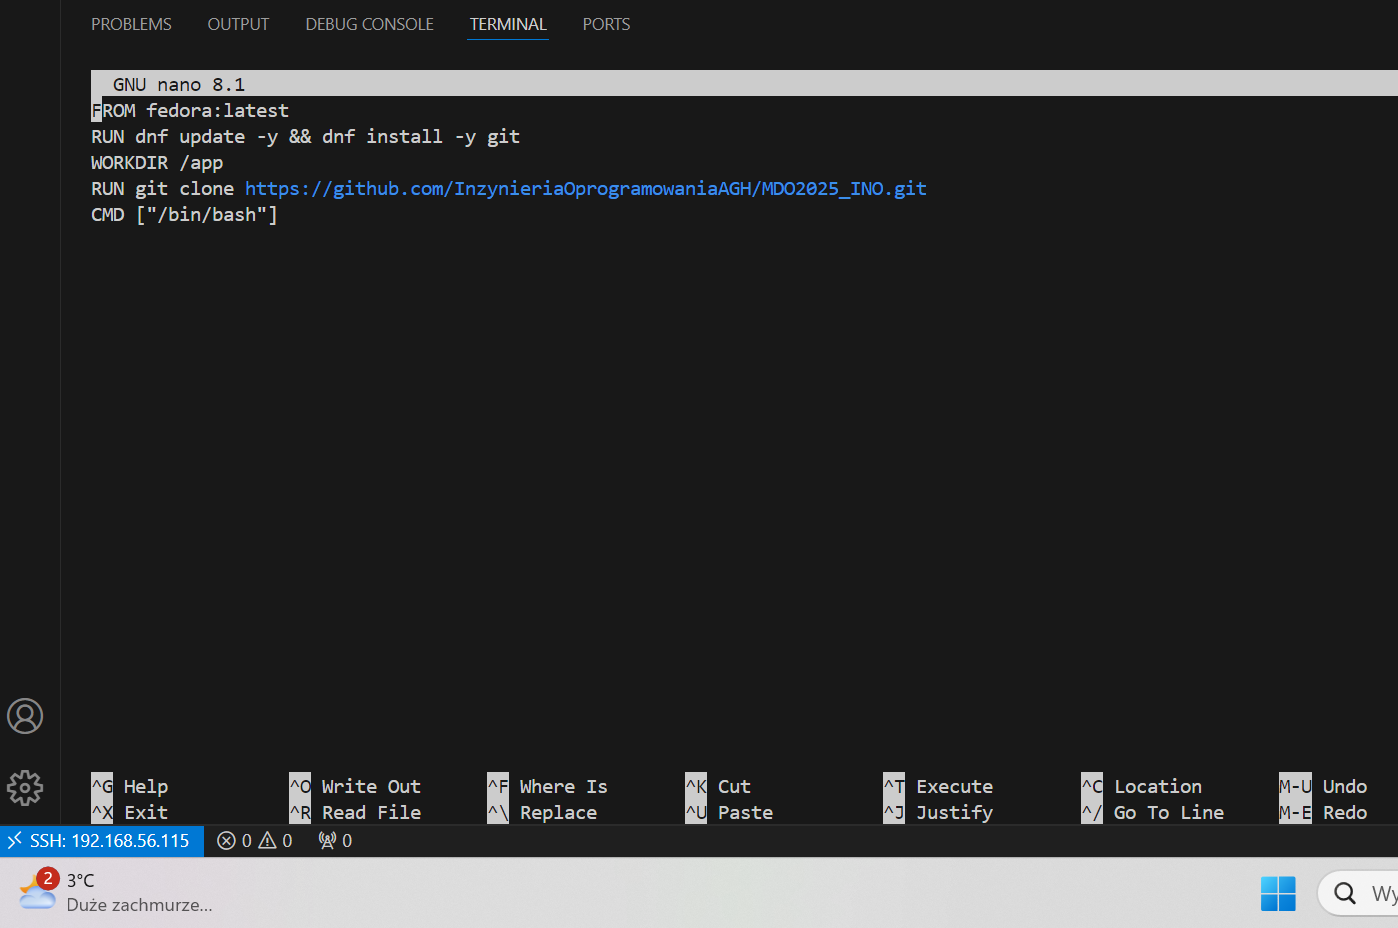 PROBLEMS OUTPUT DEBUG CONSOLE TERMINAL PORTS
GNU nano 8.1
FROM fedora:latest
RUN dnf update -y && dnf install -y git
WORKDIR /app
RUN git clone https://github.com/InzynieriaOprogramowaniaAGH/MDO2025_INO.git
CMD ["/bin/bash"]
^G Help ^O Write Out ^F Where Is ^K Cut ^T Execute ^C Location M-U Undo
^X Exit ^R Read File ^\ Replace ^U Paste ^J Justify ^/ Go To Line M-E Redo
SSH: 192.168.56.115 0 0 0
2 3°C
Duże zachmurze...
Wy